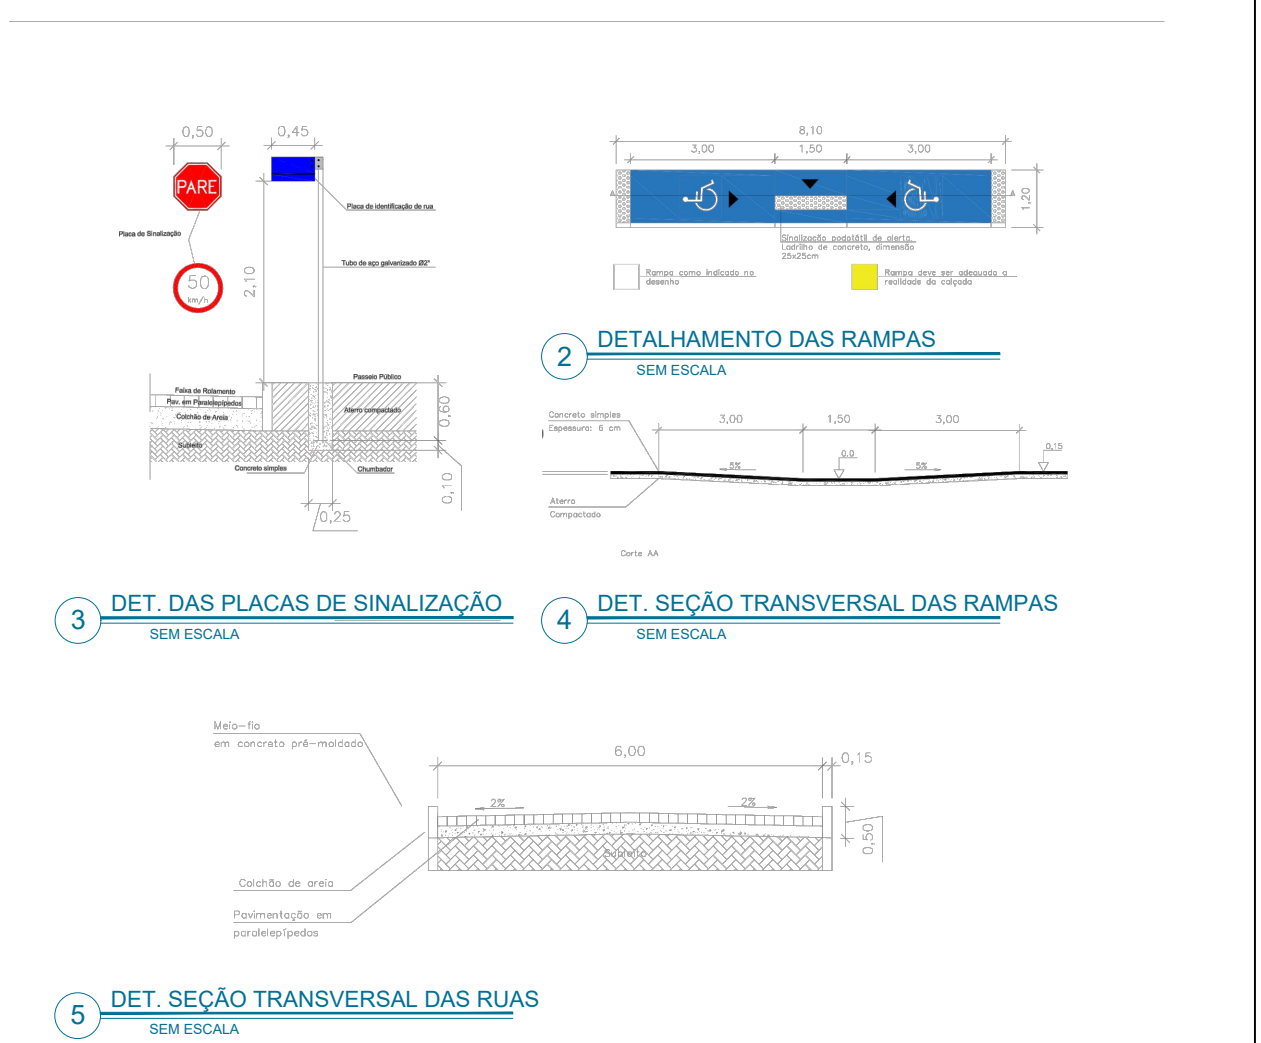 0,50
0,45
PARE
Placa de identificação de rua
Placa de Sinalização
Tubo de aço galvanizado Ø2"
50
km/h
2,10
Passeio Público
Faixa de Rolamento
Pav. em Paralelepípedos
Colchão de Areia
Aterro compactado
Subleito
0,60
Concreto simples
Chumbador
0,10
0,25
3
DET. DAS PLACAS DE SINALIZAÇÃO
SEM ESCALA
8,10
3,00
1,50
3,00
A
A
1,20
Sinalização podotátil de alerta.
Ladrilho de concreto, dimensão
25x25cm
Rampa como indicado no
desenho
Rampa deve ser adequada a
realidade da calçada
2
DETALHAMENTO DAS RAMPAS
SEM ESCALA
Concreto simples
Espessura: 6 cm
3,00
1,50
3,00
5%
0.0
5%
0,15
Aterro
Compactado
Corte AA
4
DET. SEÇÃO TRANSVERSAL DAS RAMPAS
SEM ESCALA
Meio-fio
em concreto pré-moldado
6,00
0,15
2%
2%
0,50
Subleito
Colchão de areia
Pavimentação em
paralelepípedos
5
DET. SEÇÃO TRANSVERSAL DAS RUAS
SEM ESCALA